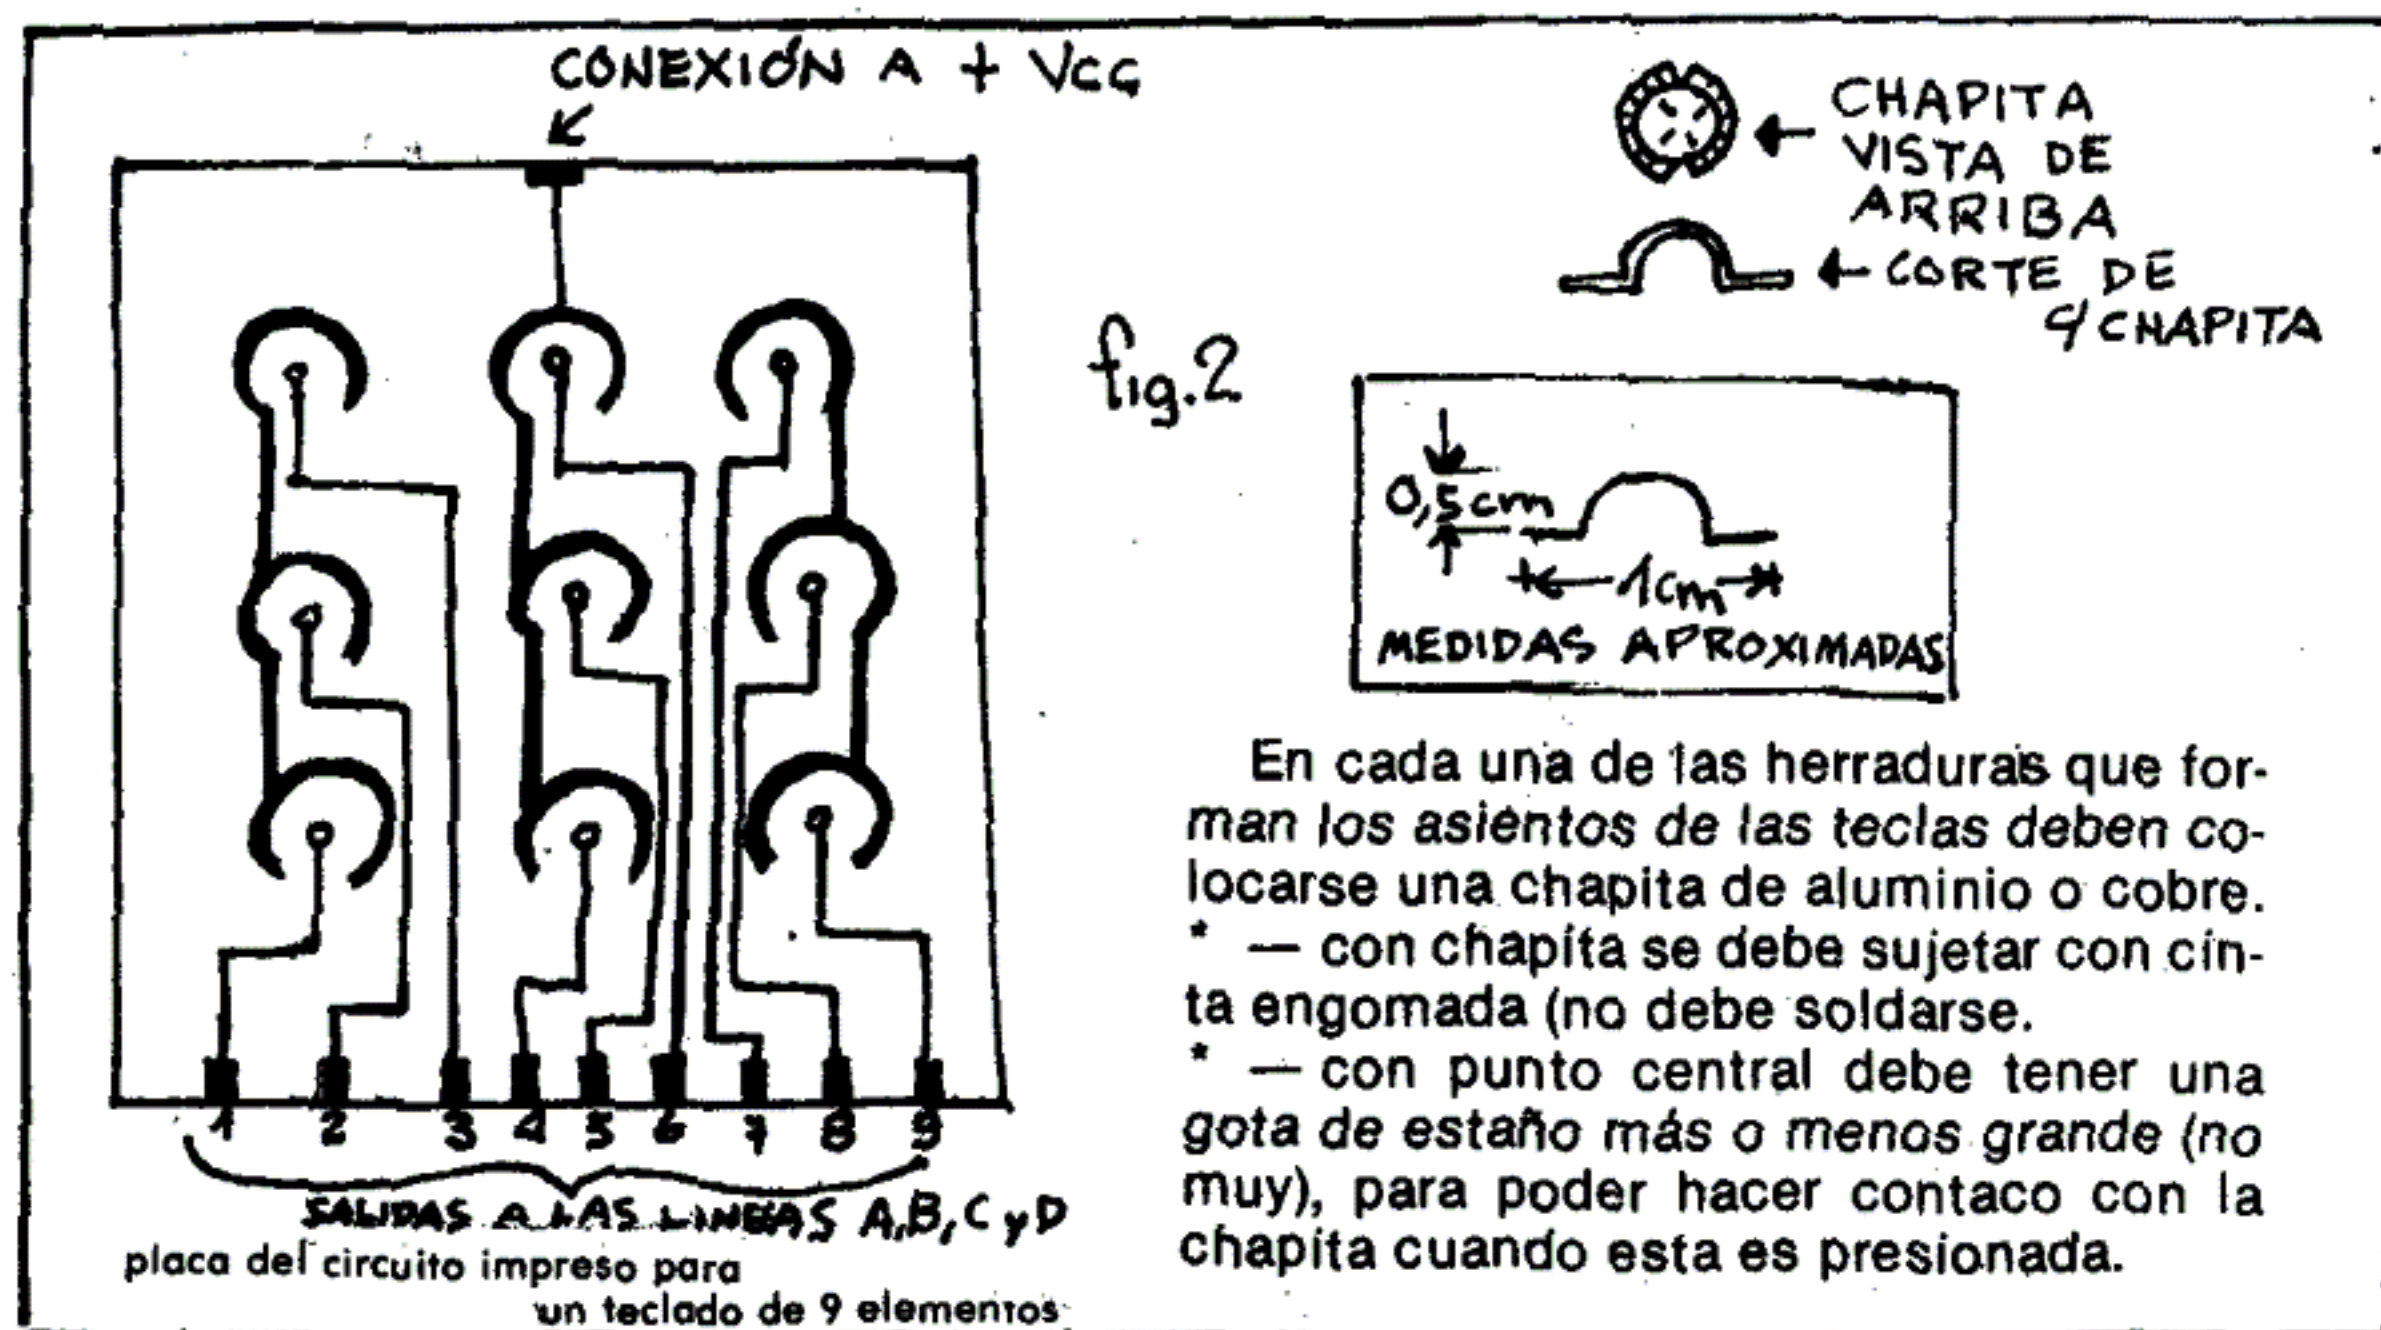 CONEXIÓN A + VCC
CHAPITA
VISTA DE
ARRIBA
CORTE DE
C/CHAPITA
fig.2
0,5cm
1cm
MEDIDAS APROXIMADAS
En cada una de las herraduras que for-
man los asientos de las teclas deben co-
locarse una chapita de aluminio o cobre.
* — con chapita se debe sujetar con cin-
ta engomada (no debe soldarse.
* — con punto central debe tener una
gota de estaño más o menos grande (no
muy), para poder hacer contaco con la
chapita cuando esta es presionada.
1 2 3 4 5 6 7 8 9
SALIDAS A LAS LINEAS A, B, C y D
placa del circuito impreso para
un teclado de 9 elementos